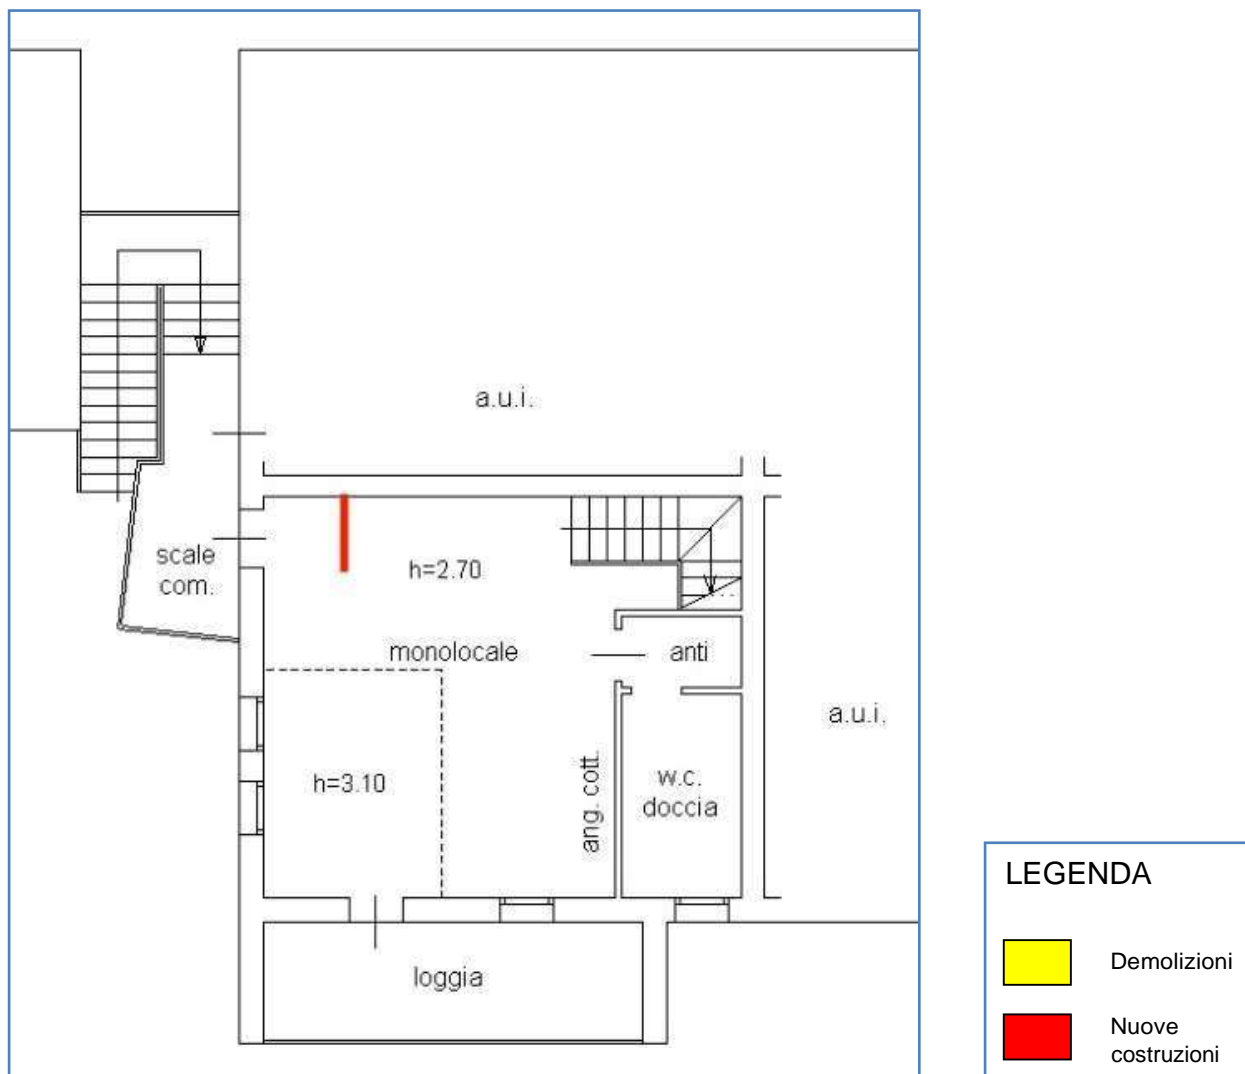 a.u.i.
scale
com.
h=2.70
monolocale
anti
a.u.i.
h=3.10
ang. cott.
w.c.
doccia
loggia
LEGENDA
Demolizioni
Nuove
costruzioni